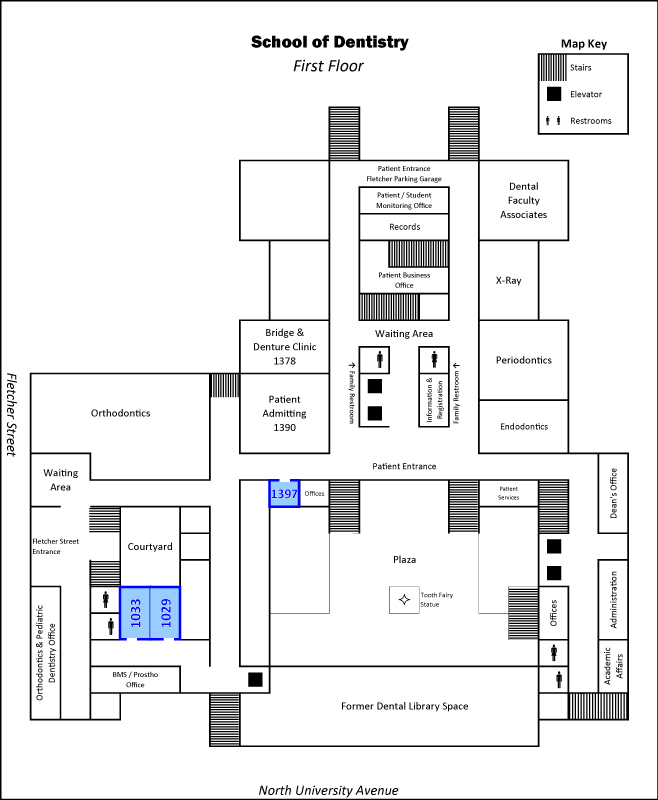 School of Dentistry
First Floor
Map Key
Stairs
Elevator
Restrooms
Patient Entrance
Fletcher Parking Garage
Patient / Student
Monitoring Office
Records
Patient Business
Office
Dental
Faculty
Associates
X-Ray
Waiting Area
Bridge &
Denture Clinic
1378
Periodontics
Family Restroom
Information &
Registration
Family Restroom
Orthodontics
Patient
Admitting
1390
Endodontics
Fletcher Street
Patient Entrance
Waiting
Area
1397
Offices
Patient
Services
Dean's Office
Fletcher Street
Entrance
Courtyard
Plaza
Tooth Fairy
Statue
1033
1029
Offices
Administration
Orthodontics & Pediatric
Dentistry Office
Academic
Affairs
BMS / Prostho
Office
Former Dental Library Space
North University Avenue